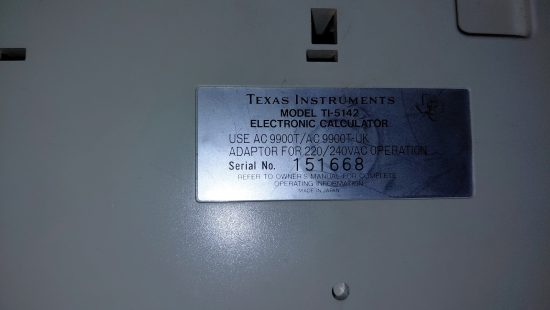 TEXAS INSTRUMENTS
MODEL TI-5142
ELECTRONIC CALCULATOR
USE AC 9900T/AC 9900T-UK
ADAPTOR FOR 220/240VAC OPERATION
Serial No. 151668
REFER TO OWNER'S MANUAL FOR COMPLETE
OPERATING INFORMATION
MADE IN JAPAN